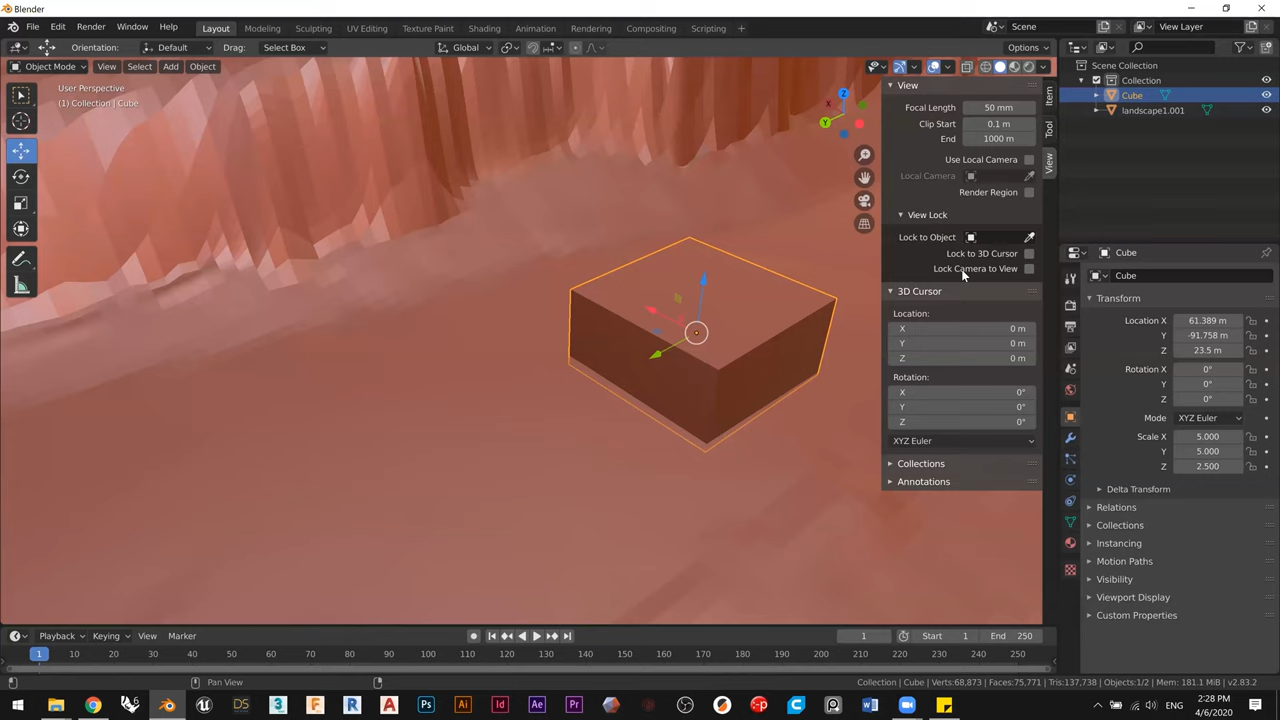 Blender
File Edit Render Window Help
Layout Modeling Sculpting UV Editing Texture Paint Shading Animation Rendering Compositing Scripting +
Scene
View Layer
Orientation: Default Drag: Select Box
Global
Options
Object Mode View Select Add Object
User Perspective
(1) Collection | Cube
X
Y
Z
View
Focal Length 50 mm
Clip Start 0.1 m
End 1000 m
Use Local Camera
Local Camera
Render Region
View Lock
Lock to Object
Lock to 3D Cursor
Lock Camera to View
3D Cursor
Location:
X 0 m
Y 0 m
Z 0 m
Rotation:
X 0°
Y 0°
Z 0°
XYZ Euler
Collections
Annotations
Item
Tool
View
Scene Collection
Collection
Cube
landscape1.001
Cube
Cube
Transform
Location X 61.389 m
Y -91.758 m
Z 23.5 m
Rotation X 0°
Y 0°
Z 0°
Mode XYZ Euler
Scale X 5.000
Y 5.000
Z 2.500
Delta Transform
Relations
Collections
Instancing
Motion Paths
Visibility
Viewport Display
Custom Properties
Playback Keying View Marker
1 Start 1 End 250
1 10 20 30 40 50 60 70 80 90 100 110 120 130 140 150 160 170 180 190 200 210 220 230 240 250
Pan View
Collection | Cube | Verts:68,873 | Faces:75,771 | Tris:137,738 | Objects:1/2 | Mem: 181.1 MiB | v2.83.2
DS 3 F R A Ps Ai Id Ae Pr W
ENG
2:28 PM
4/6/2020